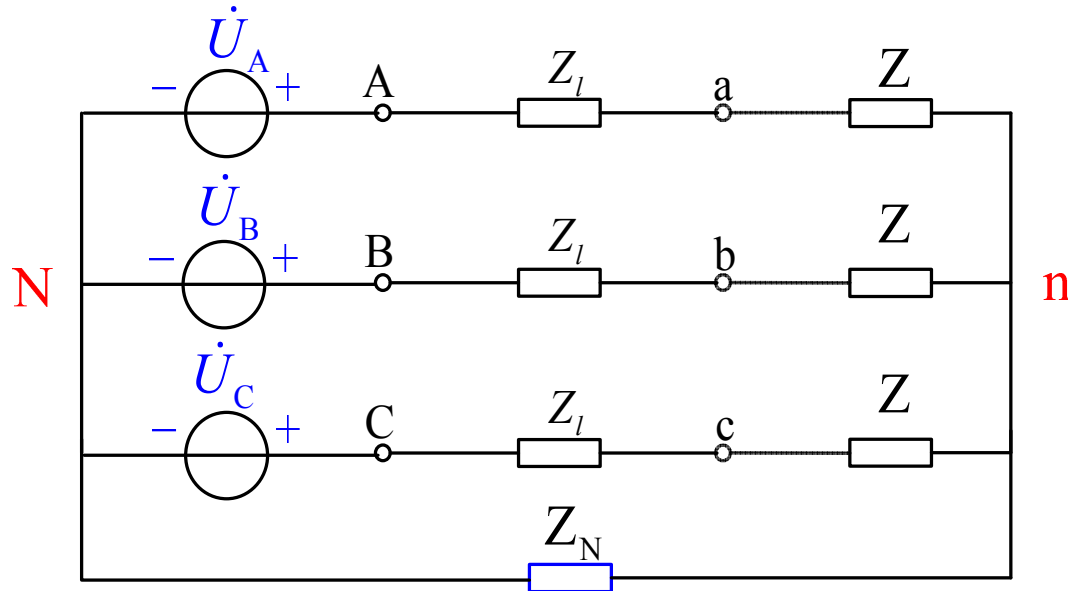 U̇A
− + A Zl a Z
U̇B
− + B Zl b Z
N n
U̇C
− + C Zl c Z
ZN